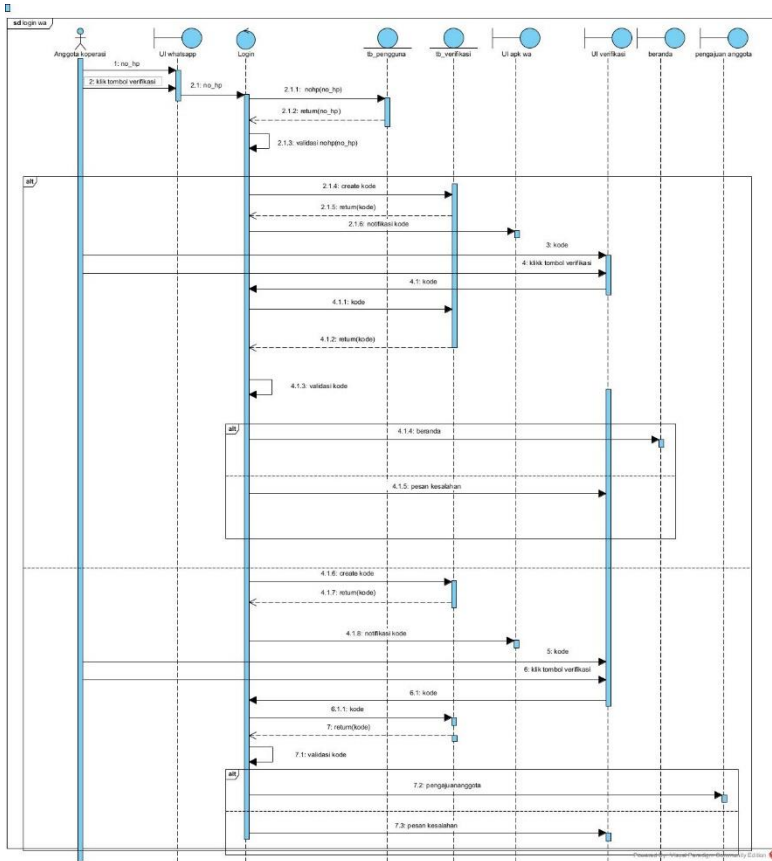 sd login wa
Anggota koperasi
UI whatsapp
Login
tb_pengguna
tb_verifikasi
UI apk wa
UI verifikasi
beranda
pengajuan anggota
1: no_hp
2: klik tombol verifikasi
2.1: no_hp
2.1.1: nohp(no_hp)
2.1.2: return(no_hp)
2.1.3: validasi nohp(no_hp)
alt
2.1.4: create kode
2.1.5: return(kode)
2.1.6: notifikasi kode
3: kode
4: klikk tombol verifikasi
4.1: kode
4.1.1: kode
4.1.2: return(kode)
4.1.3: validasi kode
alt
4.1.4: beranda
4.1.5: pesan kesalahan
4.1.6: create kode
4.1.7: return(kode)
4.1.8: notifikasi kode
5: kode
6: klik tombol verifikasi
6.1: kode
6.1.1: kode
7: return(kode)
7.1: validasi kode
alt
7.2: pengajuananggota
7.3: pesan kesalahan
Powered By Visual Paradigm Community Edition